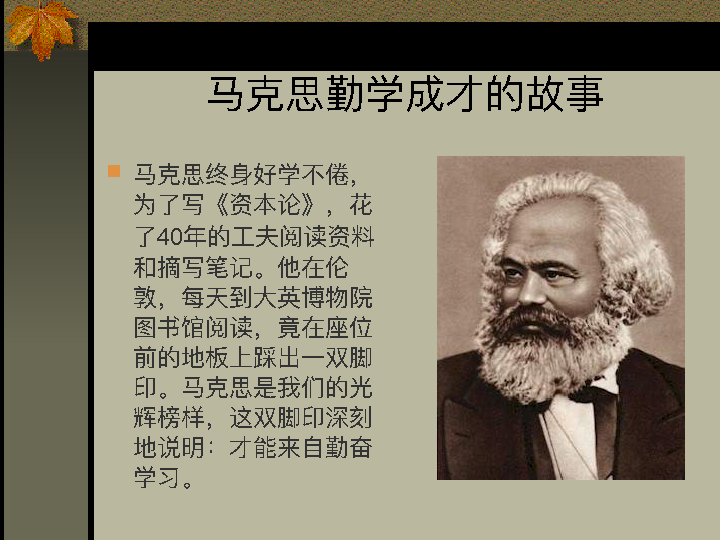 马克思勤学成才的故事
马克思终身好学不倦，
为了写《资本论》，花
了40年的工夫阅读资料
和摘写笔记。他在伦
敦，每天到大英博物院
图书馆阅读，竟在座位
前的地板上踩出一双脚
印。马克思是我们的光
辉榜样，这双脚印深刻
地说明：才能来自勤奋
学习。